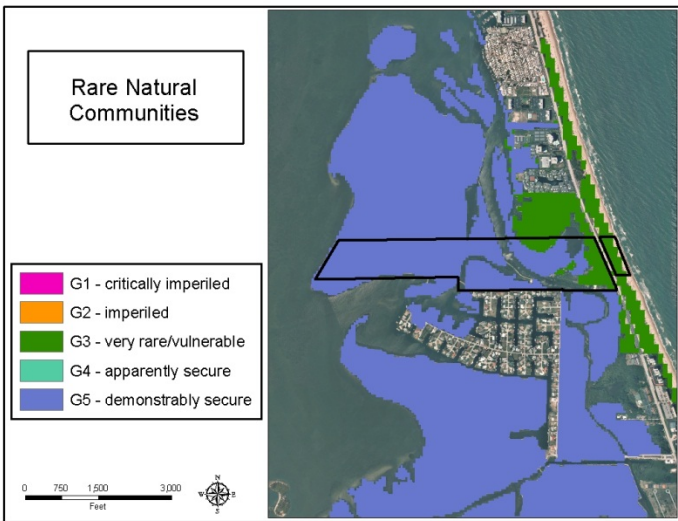 Rare Natural
Communities
G1 - critically imperiled
G2 - imperiled
G3 - very rare/vulnerable
G4 - apparently secure
G5 - demonstrably secure
0 750 1,500 3,000
Feet
N
W E
S